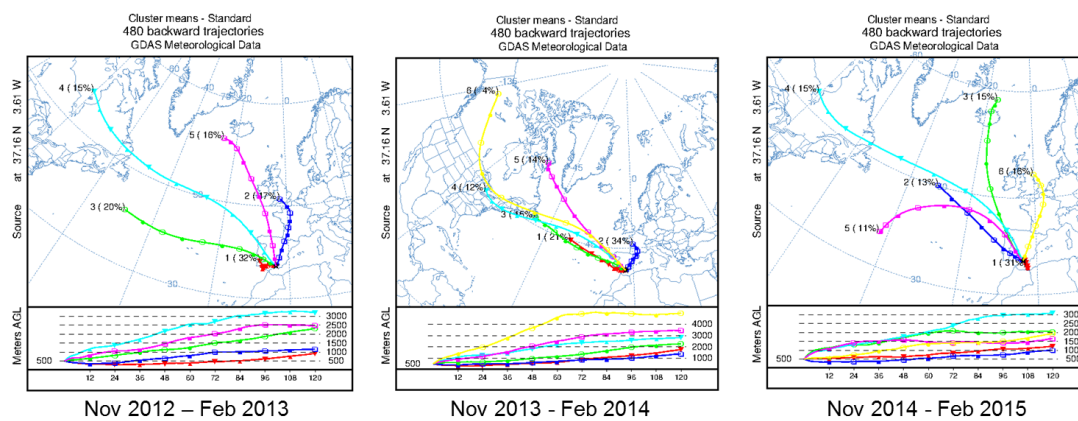 Cluster means - Standard
480 backward trajectories
GDAS Meteorological Data
Source at 37.16 N 3.61 W
4 ( 15%)
5 ( 16%)
2 ( 17%)
3 ( 20%)
1 ( 32%)
30
Meters AGL
500
3000
2500
2000
1500
1000
500
12 24 36 48 60 72 84 96 108 120
Nov 2012 – Feb 2013
Cluster means - Standard
480 backward trajectories
GDAS Meteorological Data
Source at 37.16 N 3.61 W
6 ( 4%)
5 ( 14%)
4 ( 12%)
3 ( 15%)
1 ( 21%)
2 ( 34%)
Meters AGL
500
4000
3000
2000
1000
12 24 36 48 60 72 84 96 108 120
Nov 2013 - Feb 2014
Cluster means - Standard
480 backward trajectories
GDAS Meteorological Data
Source at 37.16 N 3.61 W
4 ( 15%)
3 ( 15%)
6 ( 16%)
2 ( 13%)
5 ( 11%)
1 ( 31%)
30
Meters AGL
500
3000
2500
2000
1500
1000
500
12 24 36 48 60 72 84 96 108 120
Nov 2014 - Feb 2015